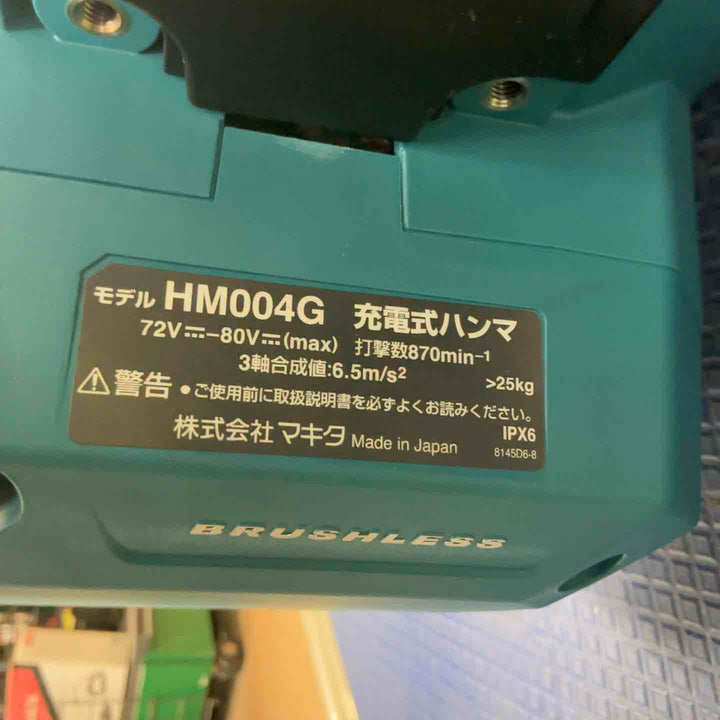 モデル HM004G 充電式ハンマ
72V⎓-80V⎓(max) 打撃数870min⁻¹
3軸合成値:6.5m/s² >25kg
⚠警告 ●ご使用前に取扱説明書を必ずよくお読みください。
IPX6
株式会社 マキタ Made in Japan 8145D6-8
BRUSHLESS